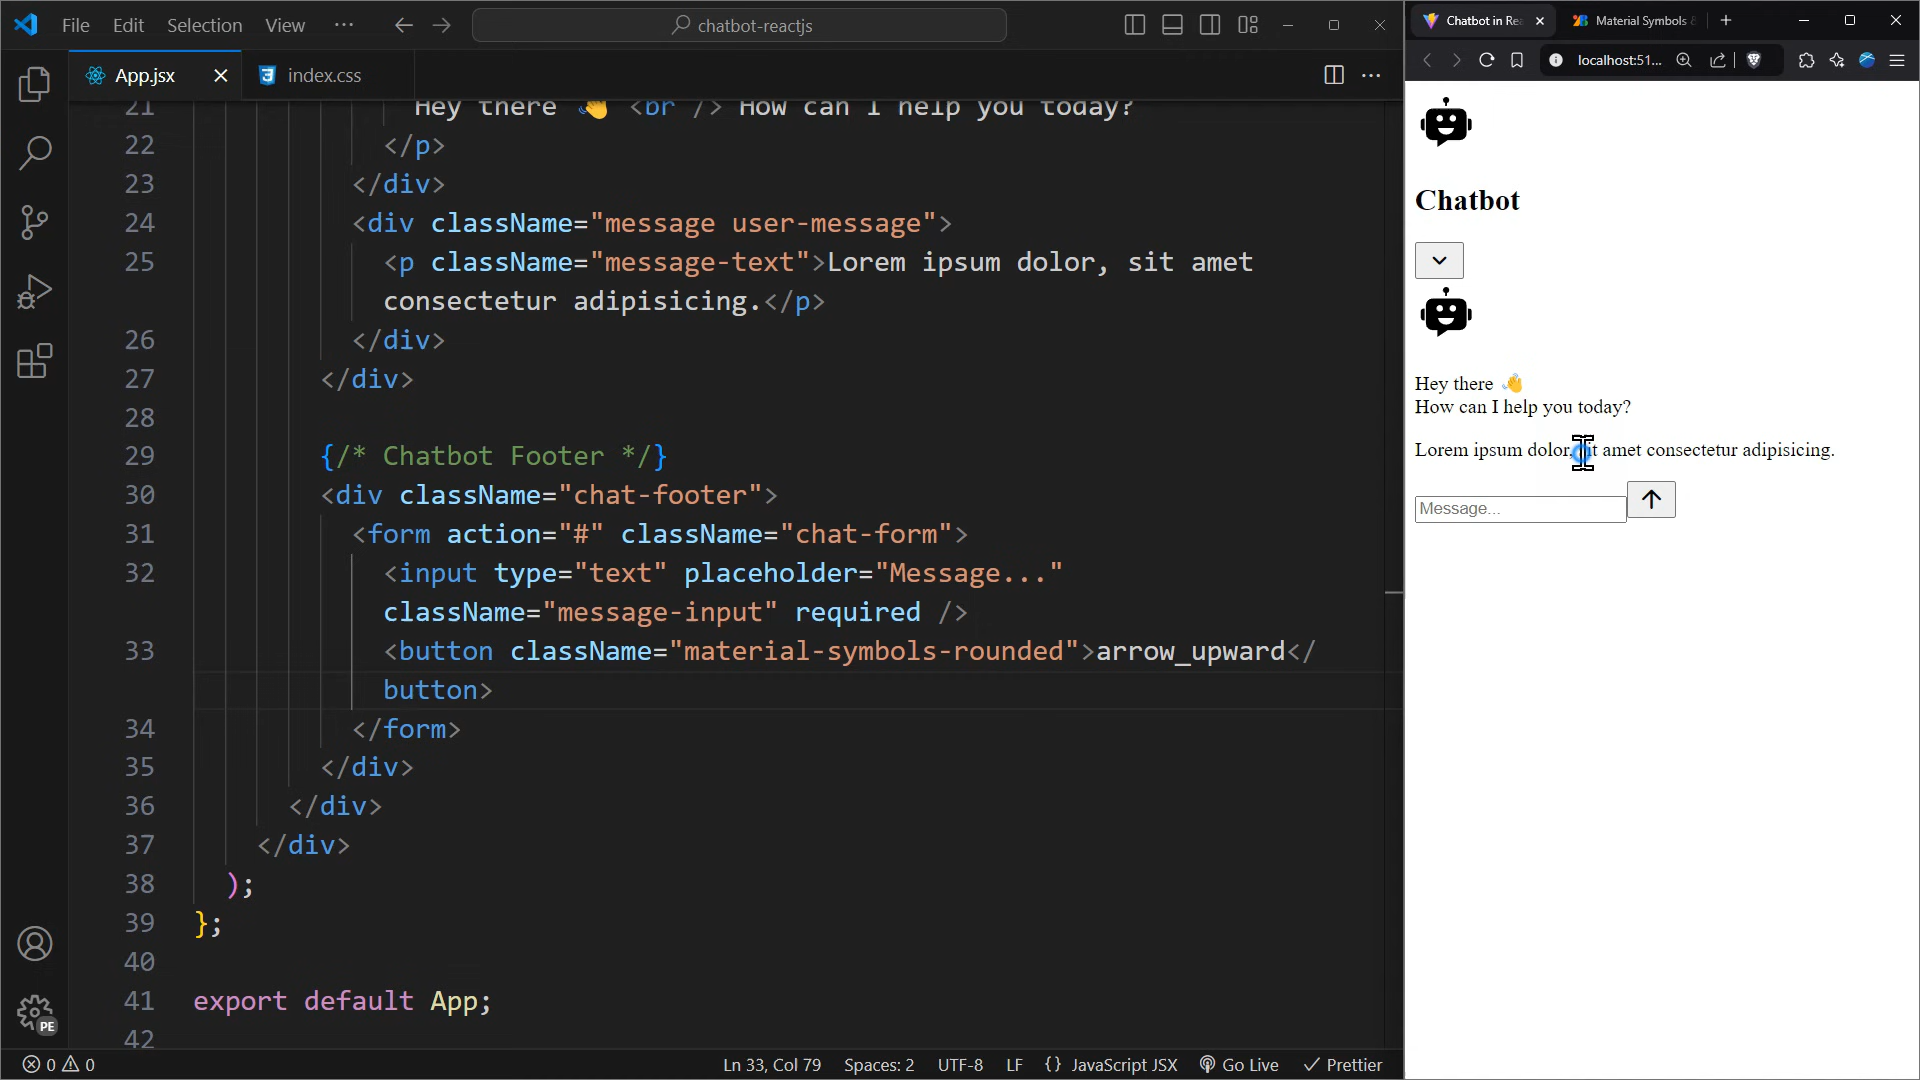 File Edit Selection View ··· chatbot-reactjs
App.jsx index.css
21 Hey there 👋 <br /> How can I help you today?
22 </p>
23 </div>
24 <div className="message user-message">
25 <p className="message-text">Lorem ipsum dolor, sit amet
consectetur adipisicing.</p>
26 </div>
27 </div>
28
29 {/* Chatbot Footer */}
30 <div className="chat-footer">
31 <form action="#" className="chat-form">
32 <input type="text" placeholder="Message..."
className="message-input" required />
33 <button className="material-symbols-rounded">arrow_upward</
button>
34 </form>
35 </div>
36 </div>
37 </div>
38 );
39 };
40
41 export default App;
42
PE
0 0 Ln 33, Col 79 Spaces: 2 UTF-8 LF {} JavaScript JSX Go Live Prettier
Chatbot in Rea Material Symbols &
localhost:51...
Chatbot
Hey there 👋
How can I help you today?
Lorem ipsum dolor, sit amet consectetur adipisicing.
Message...